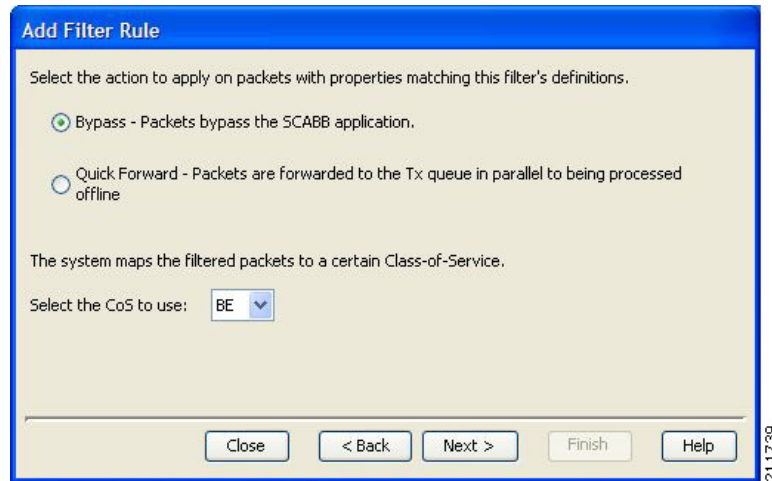 Add Filter Rule
Select the action to apply on packets with properties matching this filter's definitions.
Bypass - Packets bypass the SCABB application.
Quick Forward - Packets are forwarded to the Tx queue in parallel to being processed
offline
The system maps the filtered packets to a certain Class-of-Service.
Select the CoS to use: BE
Close < Back Next > Finish Help
211739